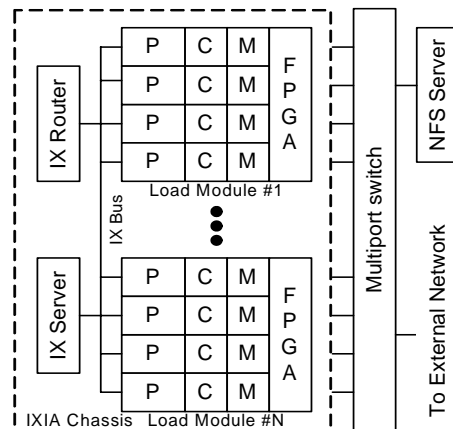 P C M
P C M
P C M
P C M
F
P
G
A
Load Module #1
IX Router
IX Bus
IX Server
P C M
P C M
P C M
P C M
F
P
G
A
IXIA Chassis Load Module #N
Multiport switch
NFS Server
To External Network